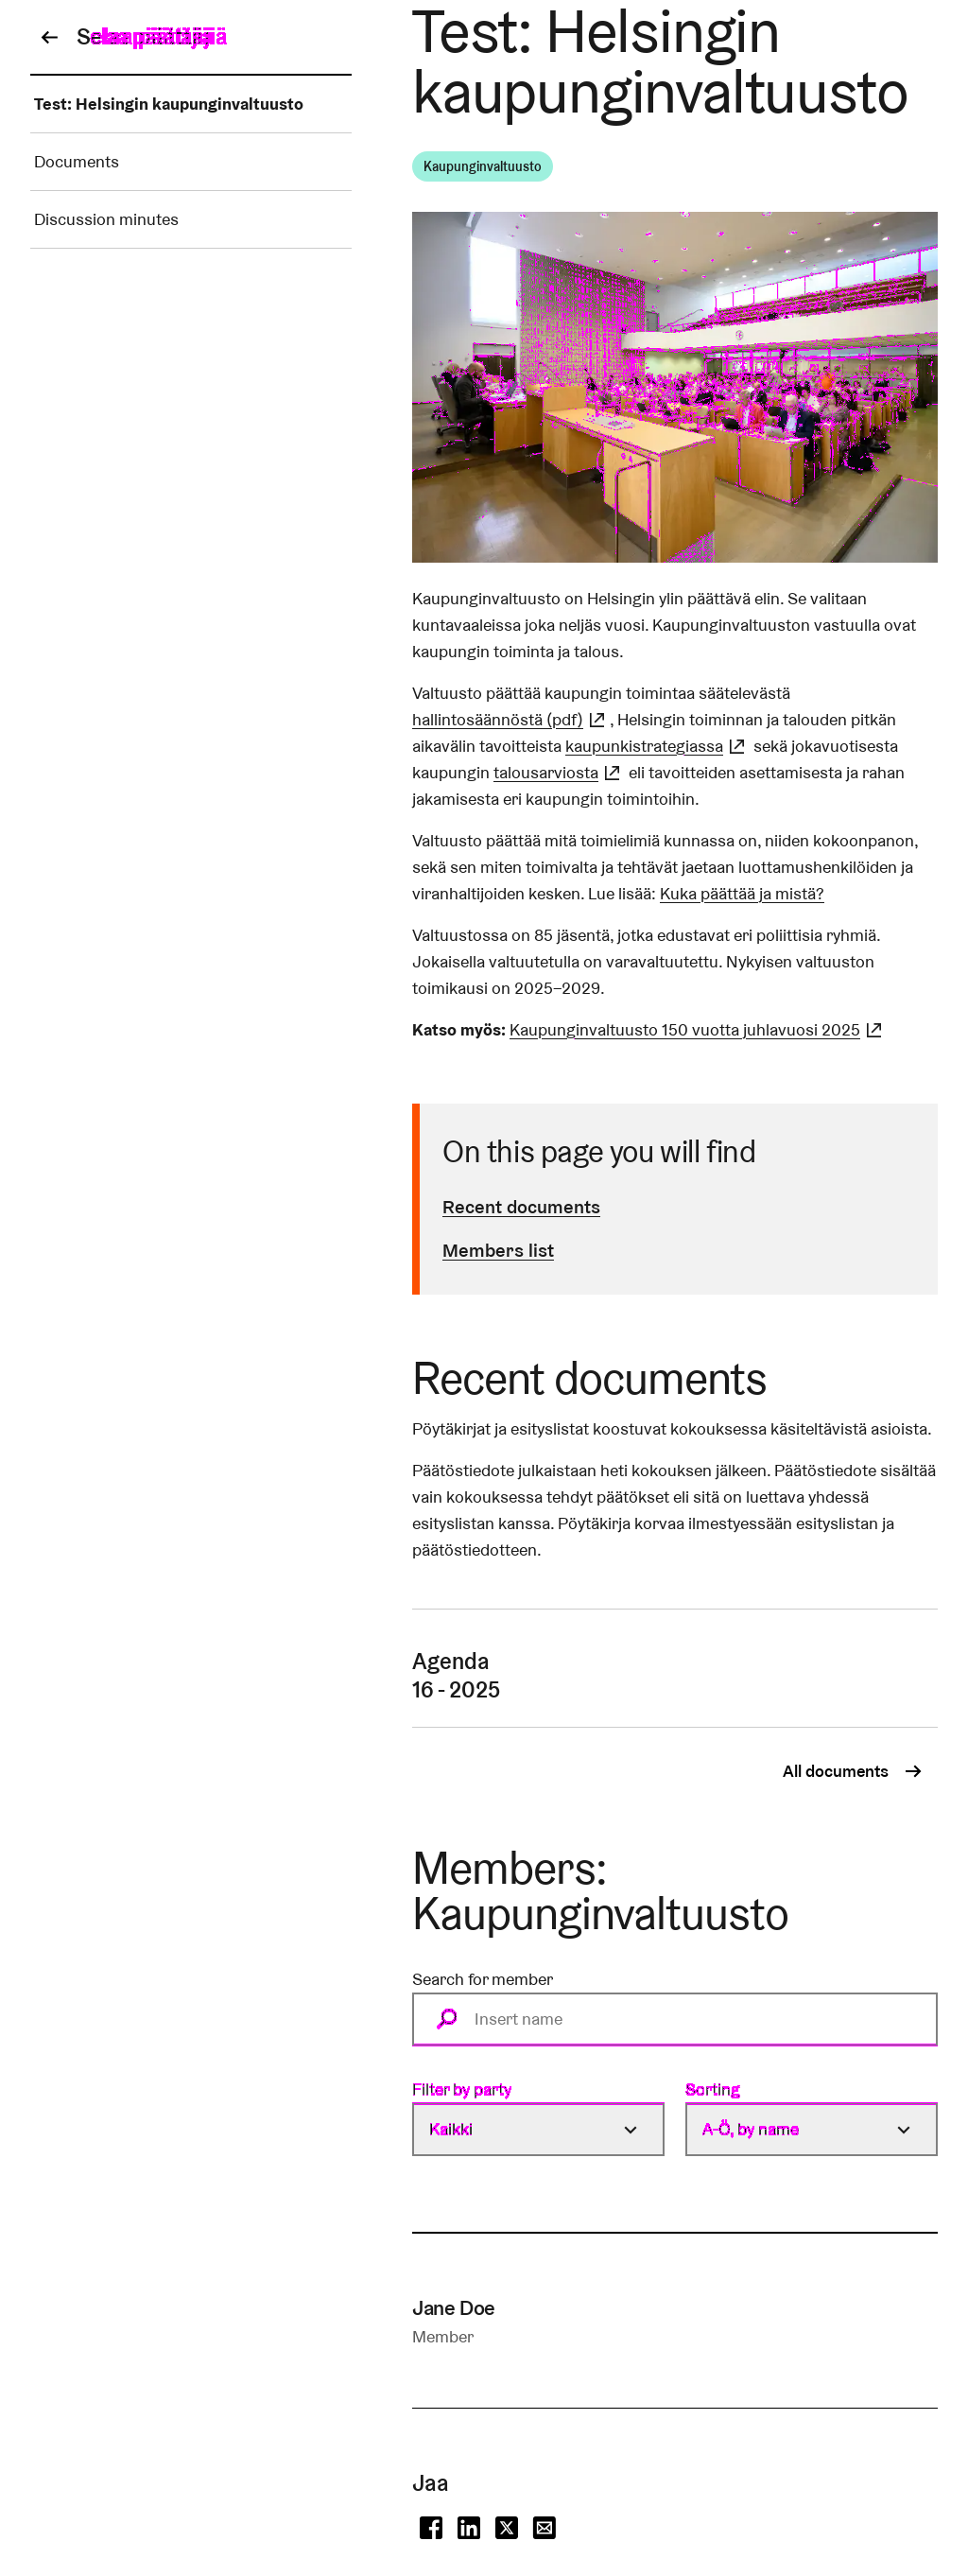 Test: Helsingin kaupunginvaltuusto
Documents
Discussion minutes
Test: Helsingin
kaupunginvaltuusto
Kaupunginvaltuusto
Kaupunginvaltuusto on Helsingin ylin päättävä elin. Se valitaan
kuntavaaleissa joka neljäs vuosi. Kaupunginvaltuuston vastuulla ovat
kaupungin toiminta ja talous.
Valtuusto päättää kaupungin toimintaa säätelevästä
hallintosäännöstä (pdf) , Helsingin toiminnan ja talouden pitkän
aikavälin tavoitteista kaupunkistrategiassa sekä jokavuotisesta
kaupungin talousarviosta eli tavoitteiden asettamisesta ja rahan
jakamisesta eri kaupungin toimintoihin.
Valtuusto päättää mitä toimielimiä kunnassa on, niiden kokoonpanon,
sekä sen miten toimivalta ja tehtävät jaetaan luottamushenkilöiden ja
viranhaltijoiden kesken. Lue lisää: Kuka päättää ja mistä?
Valtuustossa on 85 jäsentä, jotka edustavat eri poliittisia ryhmiä.
Jokaisella valtuutetulla on varavaltuutettu. Nykyisen valtuuston
toimikausi on 2025–2029.
Katso myös: Kaupunginvaltuusto 150 vuotta juhlavuosi 2025
On this page you will find
Recent documents
Members list
Recent documents
Pöytäkirjat ja esityslistat koostuvat kokouksessa käsiteltävistä asioista.
Päätöstiedote julkaistaan heti kokouksen jälkeen. Päätöstiedote sisältää
vain kokouksessa tehdyt päätökset eli sitä on luettava yhdessä
esityslistan kanssa. Pöytäkirja korvaa ilmestyessään esityslistan ja
päätöstiedotteen.
Agenda
16 - 2025
All documents
Members:
Kaupunginvaltuusto
Search for member
Insert name
Filter by party
Sorting
Kaikki
A-Ö, by name
Jane Doe
Member
Jaa